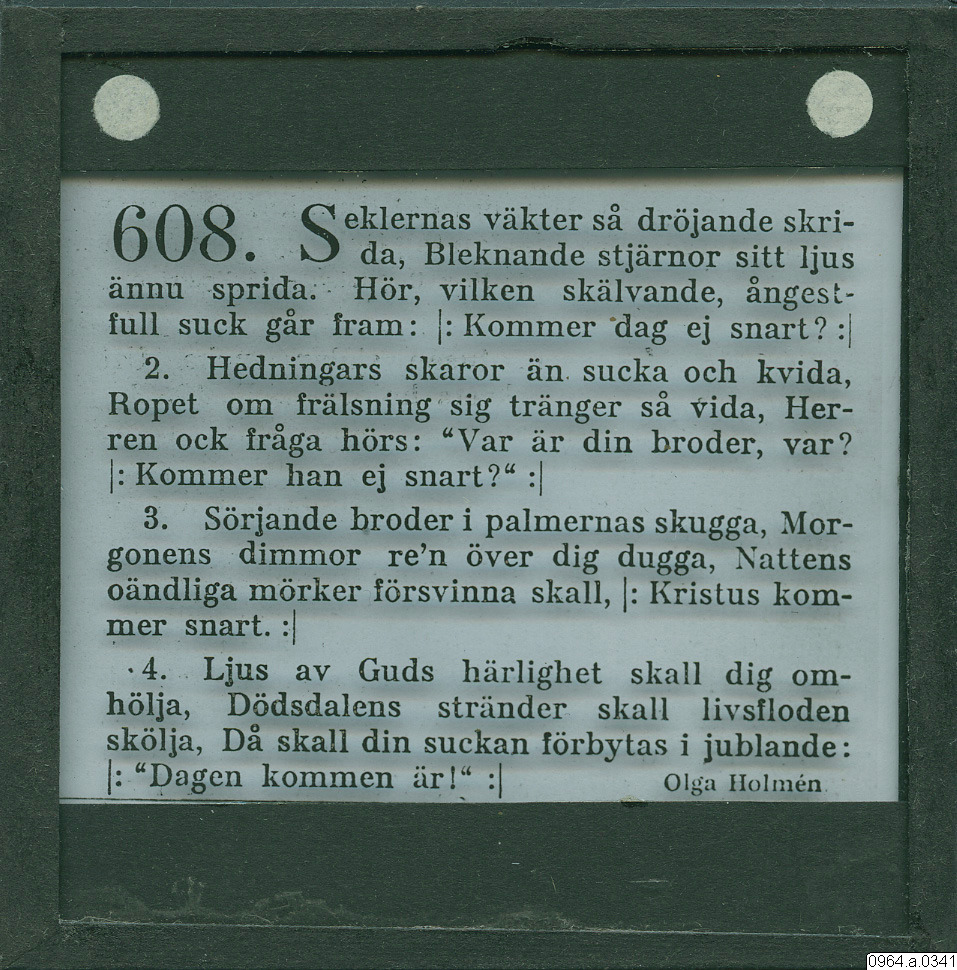 608. Seklernas väkter så dröjande skri-
da, Bleknande stjärnor sitt ljus
ännu sprida. Hör, vilken skälvande, ångest-
full suck går fram: |: Kommer dag ej snart? :|
2. Hedningars skaror än sucka och kvida,
Ropet om frälsning sig tränger så vida, Her-
ren ock fråga hörs: “Var är din broder, var?
|: Kommer han ej snart?“ :|
3. Sörjande broder i palmernas skugga, Mor-
gonens dimmor re’n över dig dugga, Nattens
oändliga mörker försvinna skall, |: Kristus kom-
mer snart. :|
4. Ljus av Guds härlighet skall dig om-
hölja, Dödsdalens stränder skall livsfloden
skölja, Då skall din suckan förbytas i jublande:
|: “Dagen kommen är!“ :| Olga Holmén
0964.a.0341